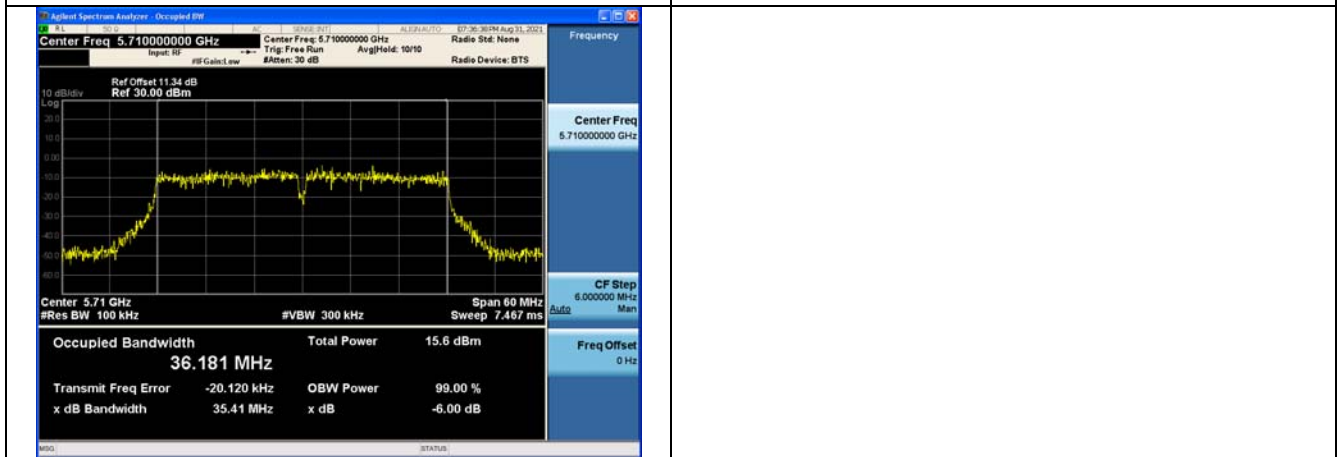 Agilent Spectrum Analyzer - Occupied BW
RL 50 Ω AC SENSE:INT ALIGN AUTO 07:36:38 PM Aug 31, 2021
Center Freq 5.710000000 GHz
Center Freq: 5.710000000 GHz
Radio Std: None
Frequency
Input: RF
Trig: Free Run
Avg|Hold: 10/10
#IFGain:Low
#Atten: 30 dB
Radio Device: BTS
Ref Offset 11.34 dB
10 dB/div
Ref 30.00 dBm
Log
20.0
10.0
0.00
-10.0
-20.0
-30.0
-40.0
-50.0
-60.0
Center Freq
5.710000000 GHz
Center 5.71 GHz
Span 60 MHz
#Res BW 100 kHz
#VBW 300 kHz
Sweep 7.467 ms
CF Step
6.000000 MHz
Auto Man
Occupied Bandwidth
Total Power 15.6 dBm
36.181 MHz
Freq Offset
0 Hz
Transmit Freq Error -20.120 kHz
OBW Power 99.00 %
x dB Bandwidth 35.41 MHz
x dB -6.00 dB
MSG
STATUS